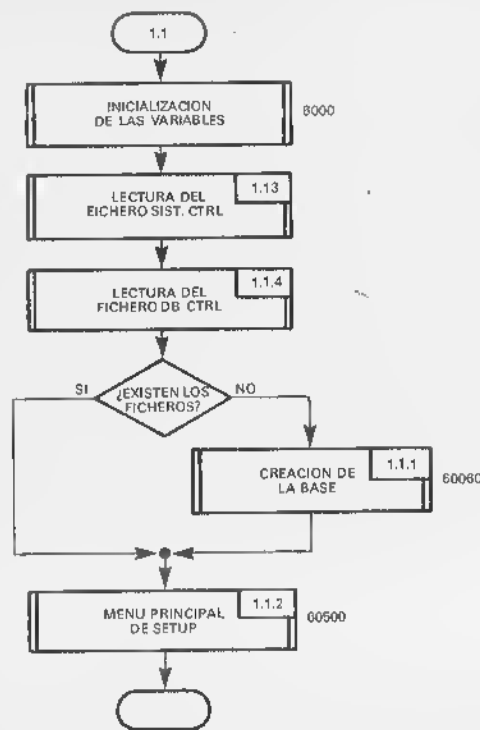 1.1
INICIALIZACION
DE LAS VARIABLES
6000
1.13
LECTURA DEL
EICHERO SIST. CTRL
1.1.4
LECTURA DEL
FICHERO DB CTRL
SI
¿EXISTEN LOS
FICHEROS?
NO
1.1.1
CREACION DE
LA BASE
60060
1.1.2
MENU PRINCIPAL
DE SETUP
60500